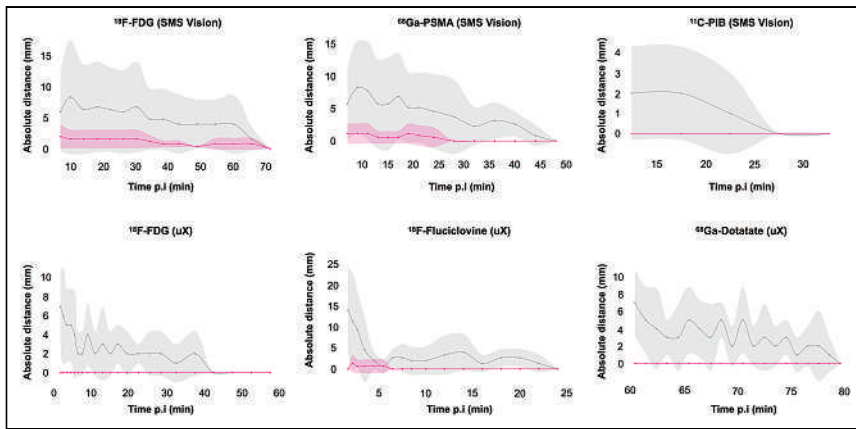 ¹⁸F-FDG (SMS Vision)
Absolute distance (mm)
15
10
5
0
10 20 30 40 50 60 70
Time p.i (min)
⁶⁸Ga-PSMA (SMS Vision)
Absolute distance (mm)
15
10
5
0
10 20 30 40 50
Time p.i (min)
¹¹C-PIB (SMS Vision)
Absolute distance (mm)
4
3
2
1
0
15 20 25 30
Time p.i (min)
¹⁸F-FDG (uX)
Absolute distance (mm)
10
8
6
4
2
0
0 10 20 30 40 50 60
Time p.i (min)
¹⁸F-Fluciclovine (uX)
Absolute distance (mm)
25
20
15
10
5
0
5 10 15 20 25
Time p.i (min)
⁶⁸Ga-Dotatate (uX)
Absolute distance (mm)
10
8
6
4
2
0
60 65 70 75 80
Time p.i (min)